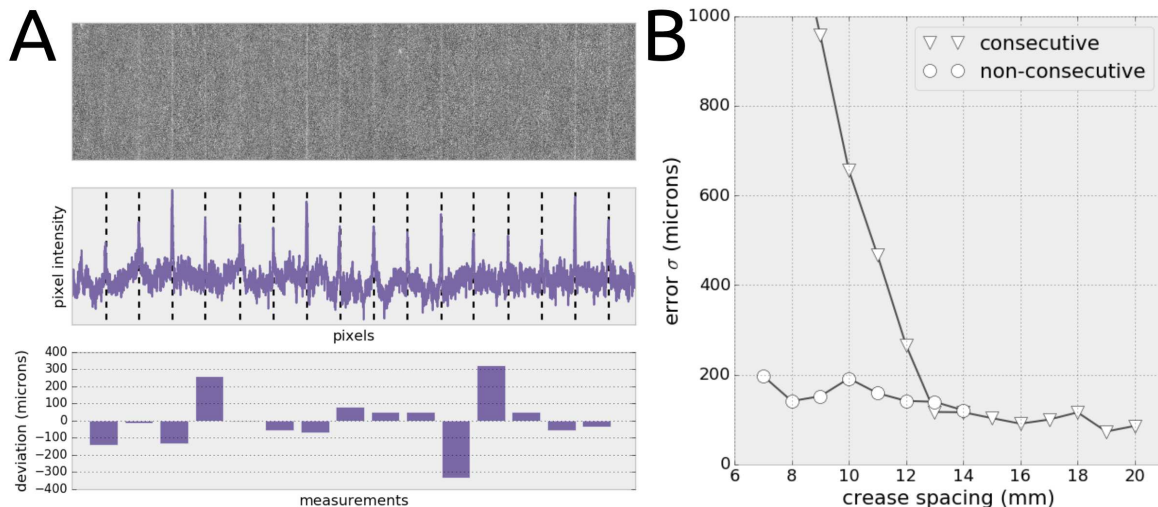 A
pixel intensity
pixels
deviation (microns)
400
300
200
100
0
−100
−200
−300
−400
measurements
B
error σ (microns)
1000
800
600
400
200
0
consecutive
non-consecutive
6 8 10 12 14 16 18 20
crease spacing (mm)